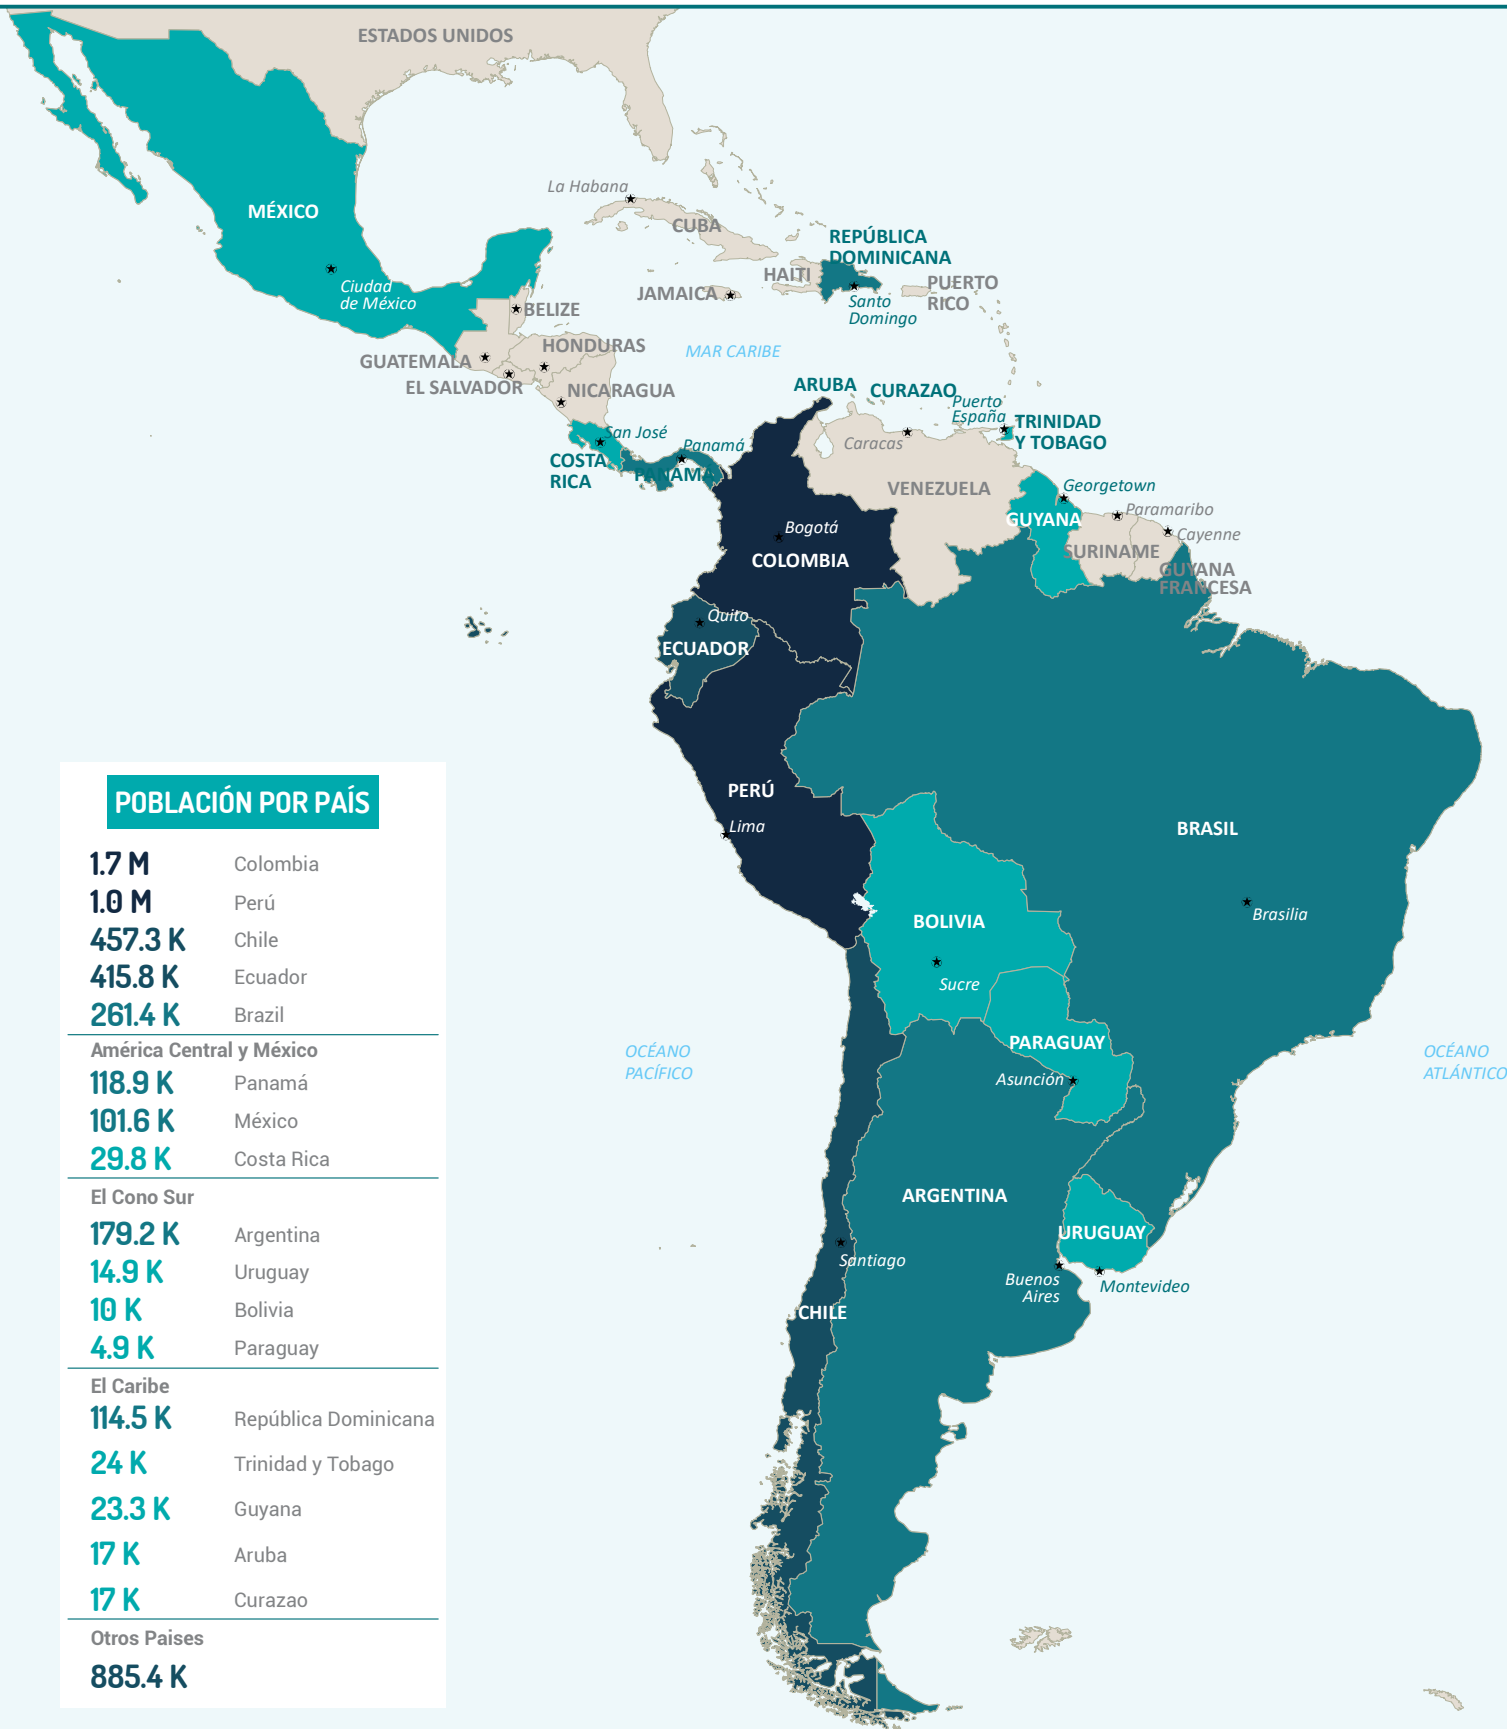 ESTADOS UNIDOS
MÉXICO
Ciudad
de México
La Habana
CUBA
REPÚBLICA
DOMINICANA
HAITI
JAMAICA
Santo
Domingo
PUERTO
RICO
BELIZE
HONDURAS
GUATEMALA
EL SALVADOR
NICARAGUA
MAR CARIBE
ARUBA
CURAZAO
Puerto
España
TRINIDAD
Y TOBAGO
San José
COSTA
RICA
Panamá
PANAMÁ
Caracas
VENEZUELA
Georgetown
GUYANA
Paramaribo
SURINAME
Cayenne
GUYANA
FRANCESA
Bogotá
COLOMBIA
Quito
ECUADOR
PERÚ
Lima
BRASIL
Brasilia
BOLIVIA
Sucre
PARAGUAY
Asunción
OCÉANO
PACÍFICO
OCÉANO
ATLÁNTICO
ARGENTINA
URUGUAY
Santiago
Buenos
Aires
Montevideo
CHILE
POBLACIÓN POR PAÍS
1.7 M Colombia
1.0 M Perú
457.3 K Chile
415.8 K Ecuador
261.4 K Brazil
América Central y México
118.9 K Panamá
101.6 K México
29.8 K Costa Rica
El Cono Sur
179.2 K Argentina
14.9 K Uruguay
10 K Bolivia
4.9 K Paraguay
El Caribe
114.5 K República Dominicana
24 K Trinidad y Tobago
23.3 K Guyana
17 K Aruba
17 K Curazao
Otros Paises
885.4 K